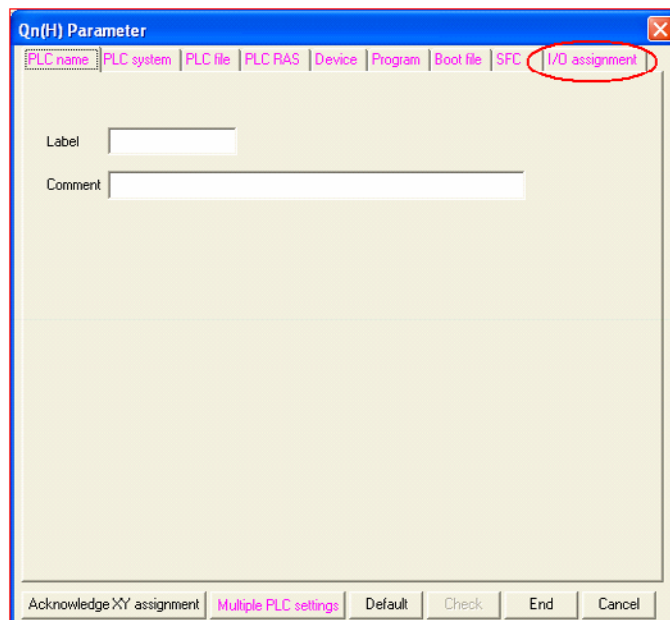 Qn(H) Parameter
PLC name PLC system PLC file PLC RAS Device Program Boot file SFC I/O assignment
Label
Comment
Acknowledge XY assignment Multiple PLC settings Default Check End Cancel